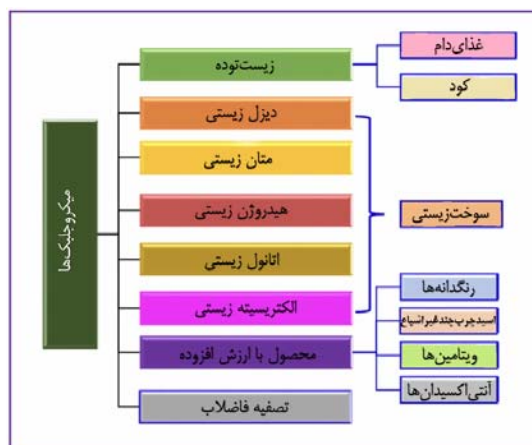 میکروجلبک‌ها
زیست‌توده
غذای‌دام
کود
دیزل زیستی
متان زیستی
هیدروژن زیستی
اتانول زیستی
الکتریسیته زیستی
سوخت‌زیستی
محصول با ارزش افزوده
رنگدانه‌ها
اسیدچرب‌چندغیراشباع
ویتامین‌ها
آنتی‌اکسیدان‌ها
تصفیه فاضلاب